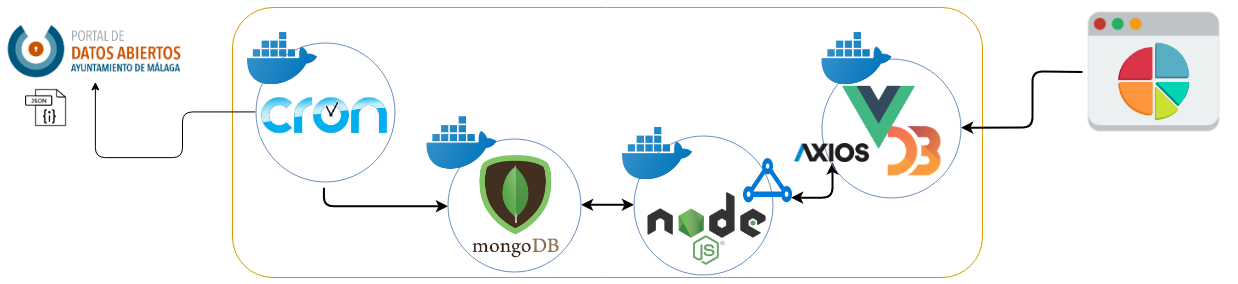 PORTAL DE
DATOS ABIERTOS
AYUNTAMIENTO DE MÁLAGA
JSON
{i}
cron
mongoDB
node
JS
AXIOS
D3